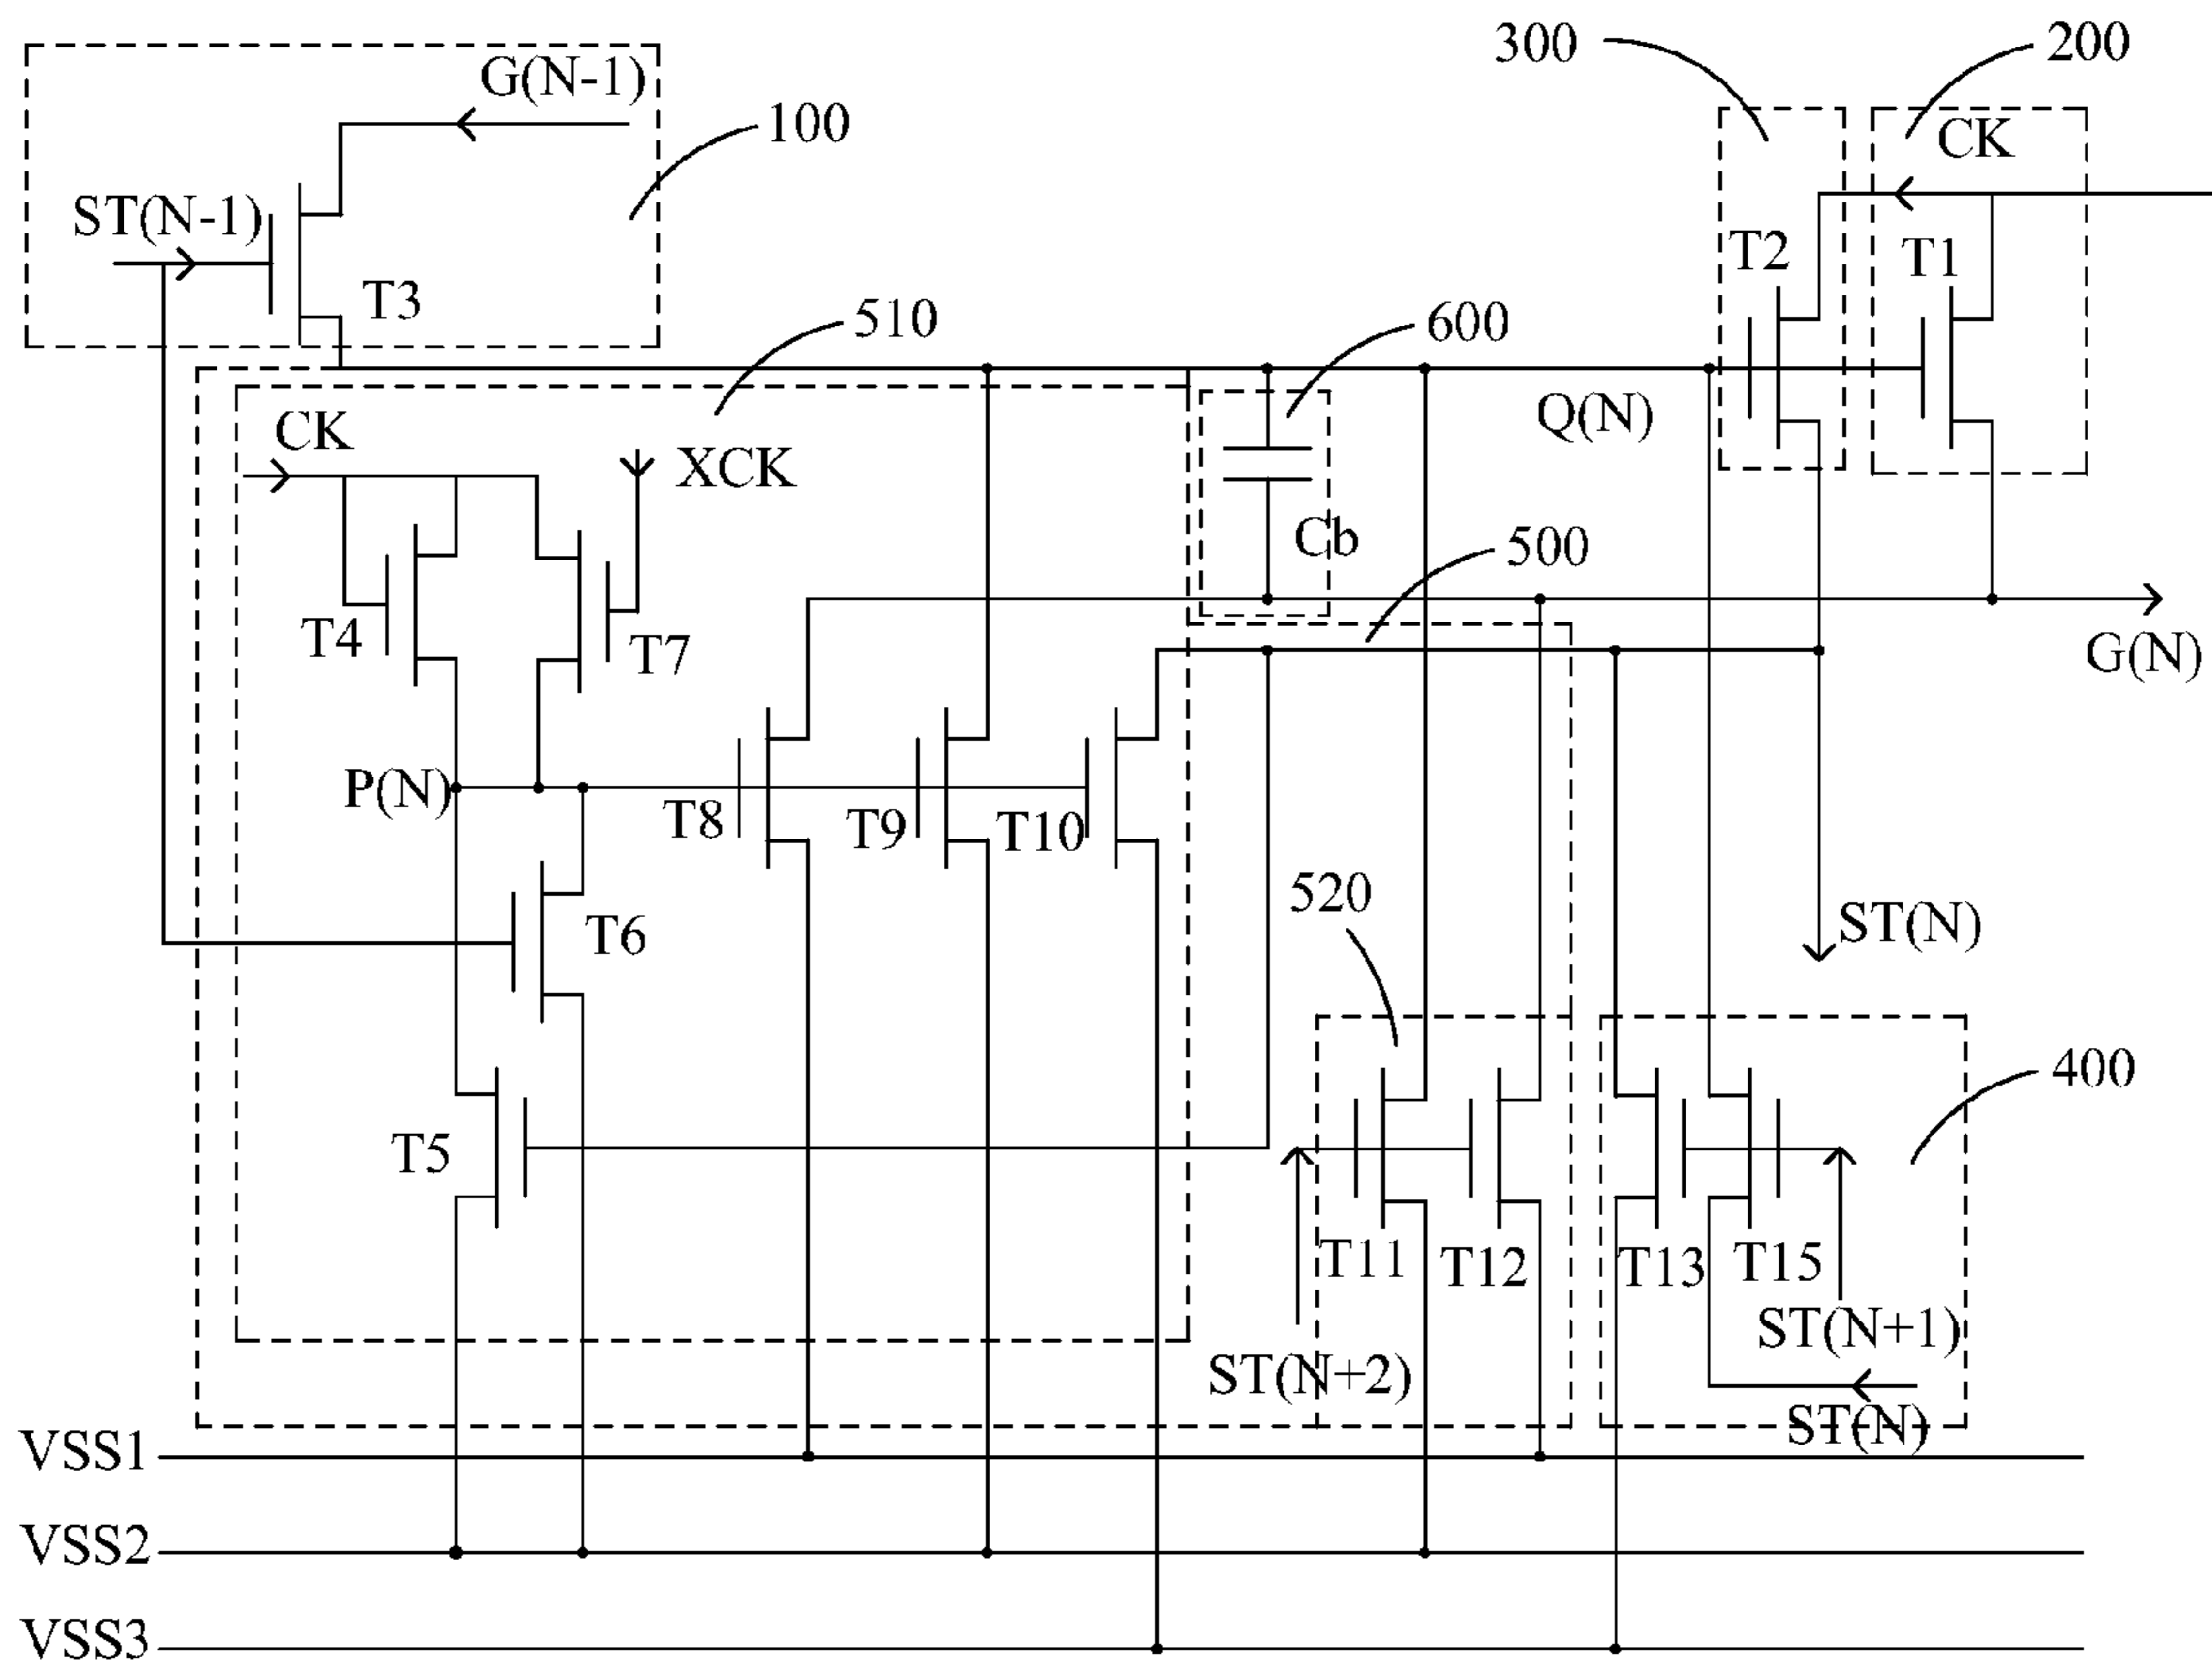 300
200
G(N-1)
100
CK
ST(N-1)
T2
T1
T3
510
600
Q(N)
CK
XCK
Cb
500
T4
T7
G(N)
P(N)
T8
T9
T10
520
T6
ST(N)
400
T5
T11
T12
T13
T15
ST(N+1)
ST(N+2)
ST(N)
VSS1
VSS2
VSS3